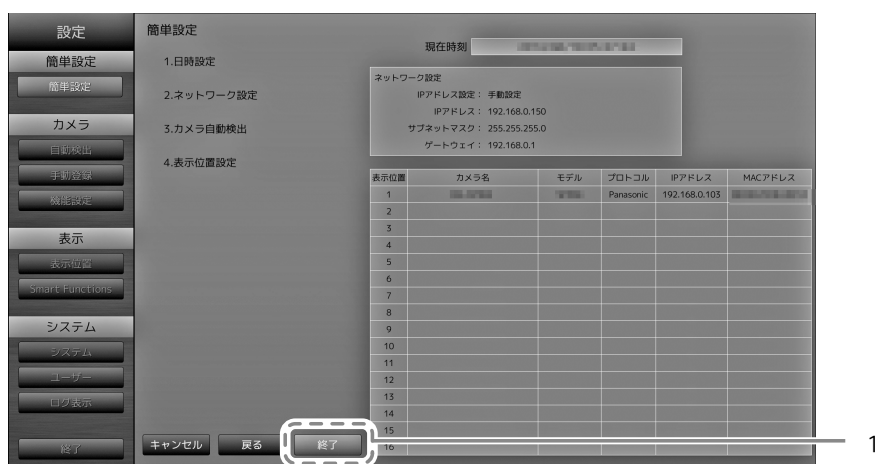 設定
簡単設定
簡単設定
カメラ
自動検出
手動登録
機能設定
表示
表示位置
Smart Functions
システム
システム
ユーザー
ログ表示
終了
簡単設定
1.日時設定
2.ネットワーク設定
3.カメラ自動検出
4.表示位置設定
現在時刻
ネットワーク設定
IPアドレス設定： 手動設定
IPアドレス： 192.168.0.150
サブネットマスク： 255.255.255.0
ゲートウェイ： 192.168.0.1
表示位置 カメラ名 モデル プロトコル IPアドレス MACアドレス
1 Panasonic 192.168.0.103
2
3
4
5
6
7
8
9
10
11
12
13
14
15
16
キャンセル 戻る 終了
1